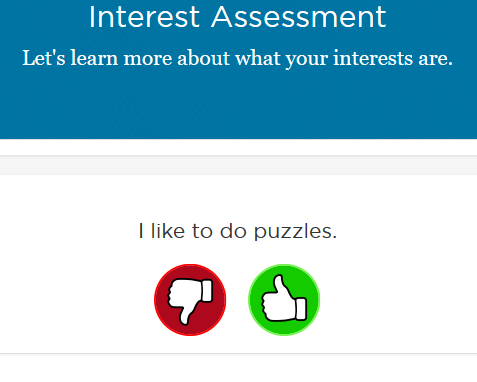 Interest Assessment
Let's learn more about what your interests are.
I like to do puzzles.